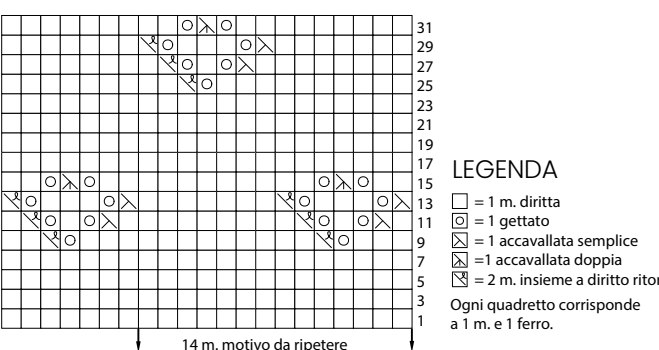 31
29
27
25
23
21
19
17
15
13
11
9
7
5
3
1
14 m. motivo da ripetere
LEGENDA
= 1 m. diritta
= 1 gettato
= 1 accavallata semplice
=1 accavallata doppia
= 2 m. insieme a diritto ritor
Ogni quadretto corrisponde
a 1 m. e 1 ferro.